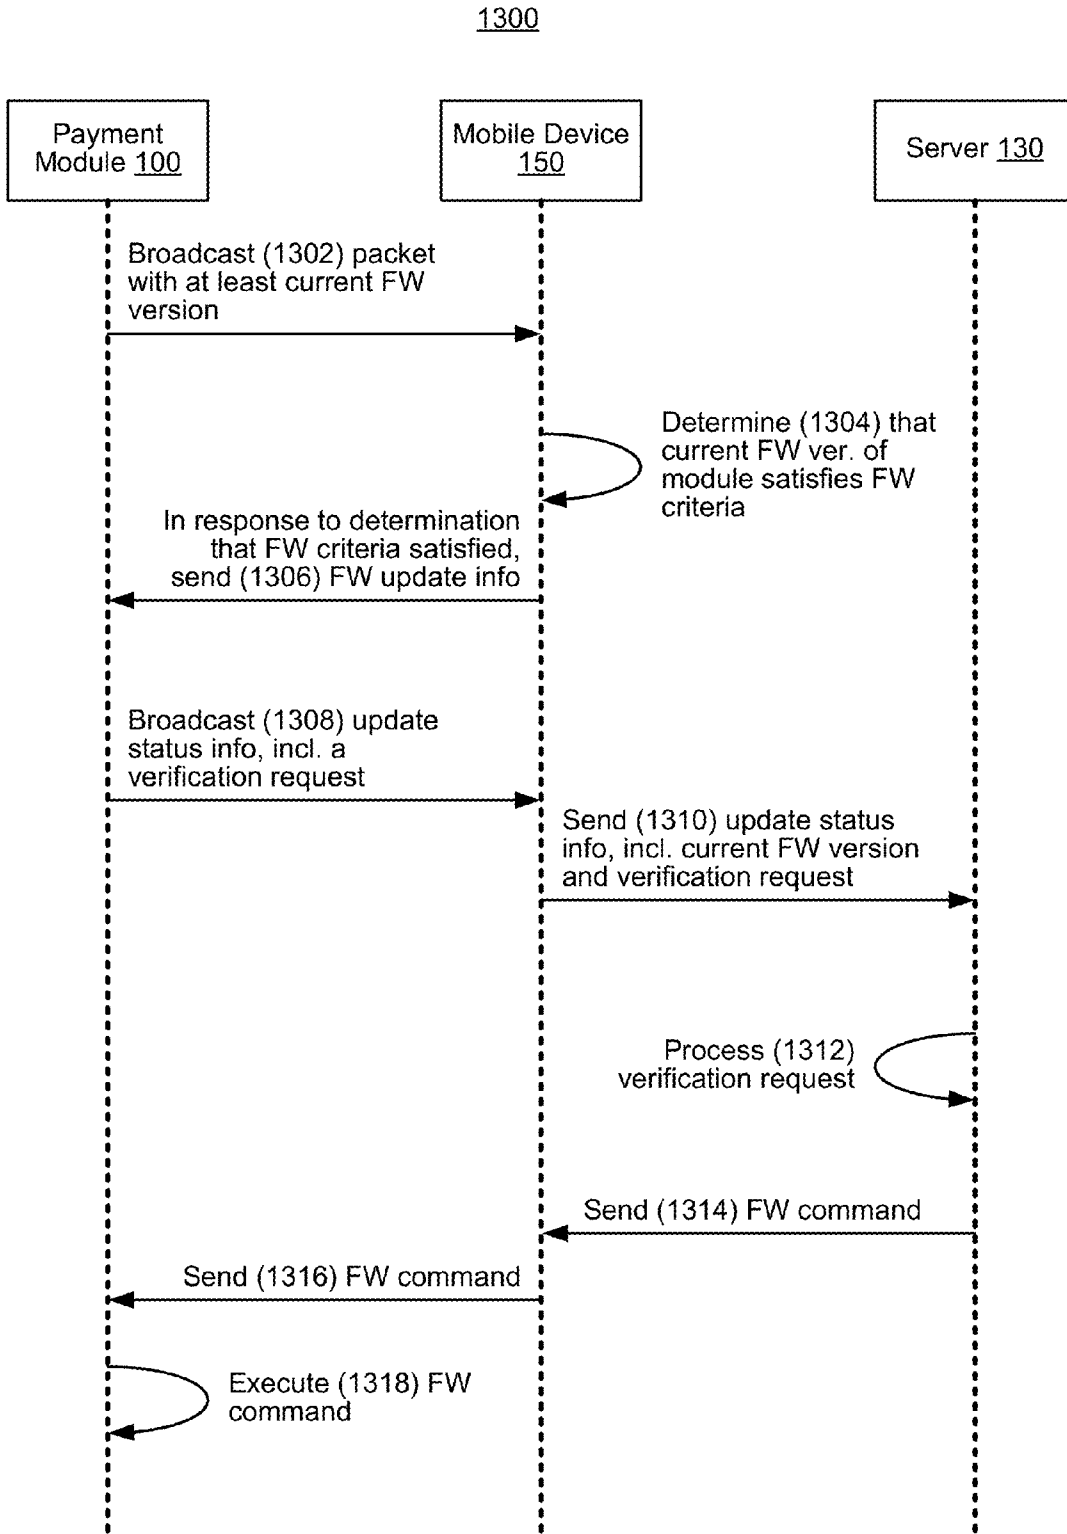 1300
Payment
Module 100
Mobile Device
150
Server 130
Broadcast (1302) packet
with at least current FW
version
Determine (1304) that
current FW ver. of
module satisfies FW
criteria
In response to determination
that FW criteria satisfied,
send (1306) FW update info
Broadcast (1308) update
status info, incl. a
verification request
Send (1310) update status
info, incl. current FW version
and verification request
Process (1312)
verification request
Send (1314) FW command
Send (1316) FW command
Execute (1318) FW
command